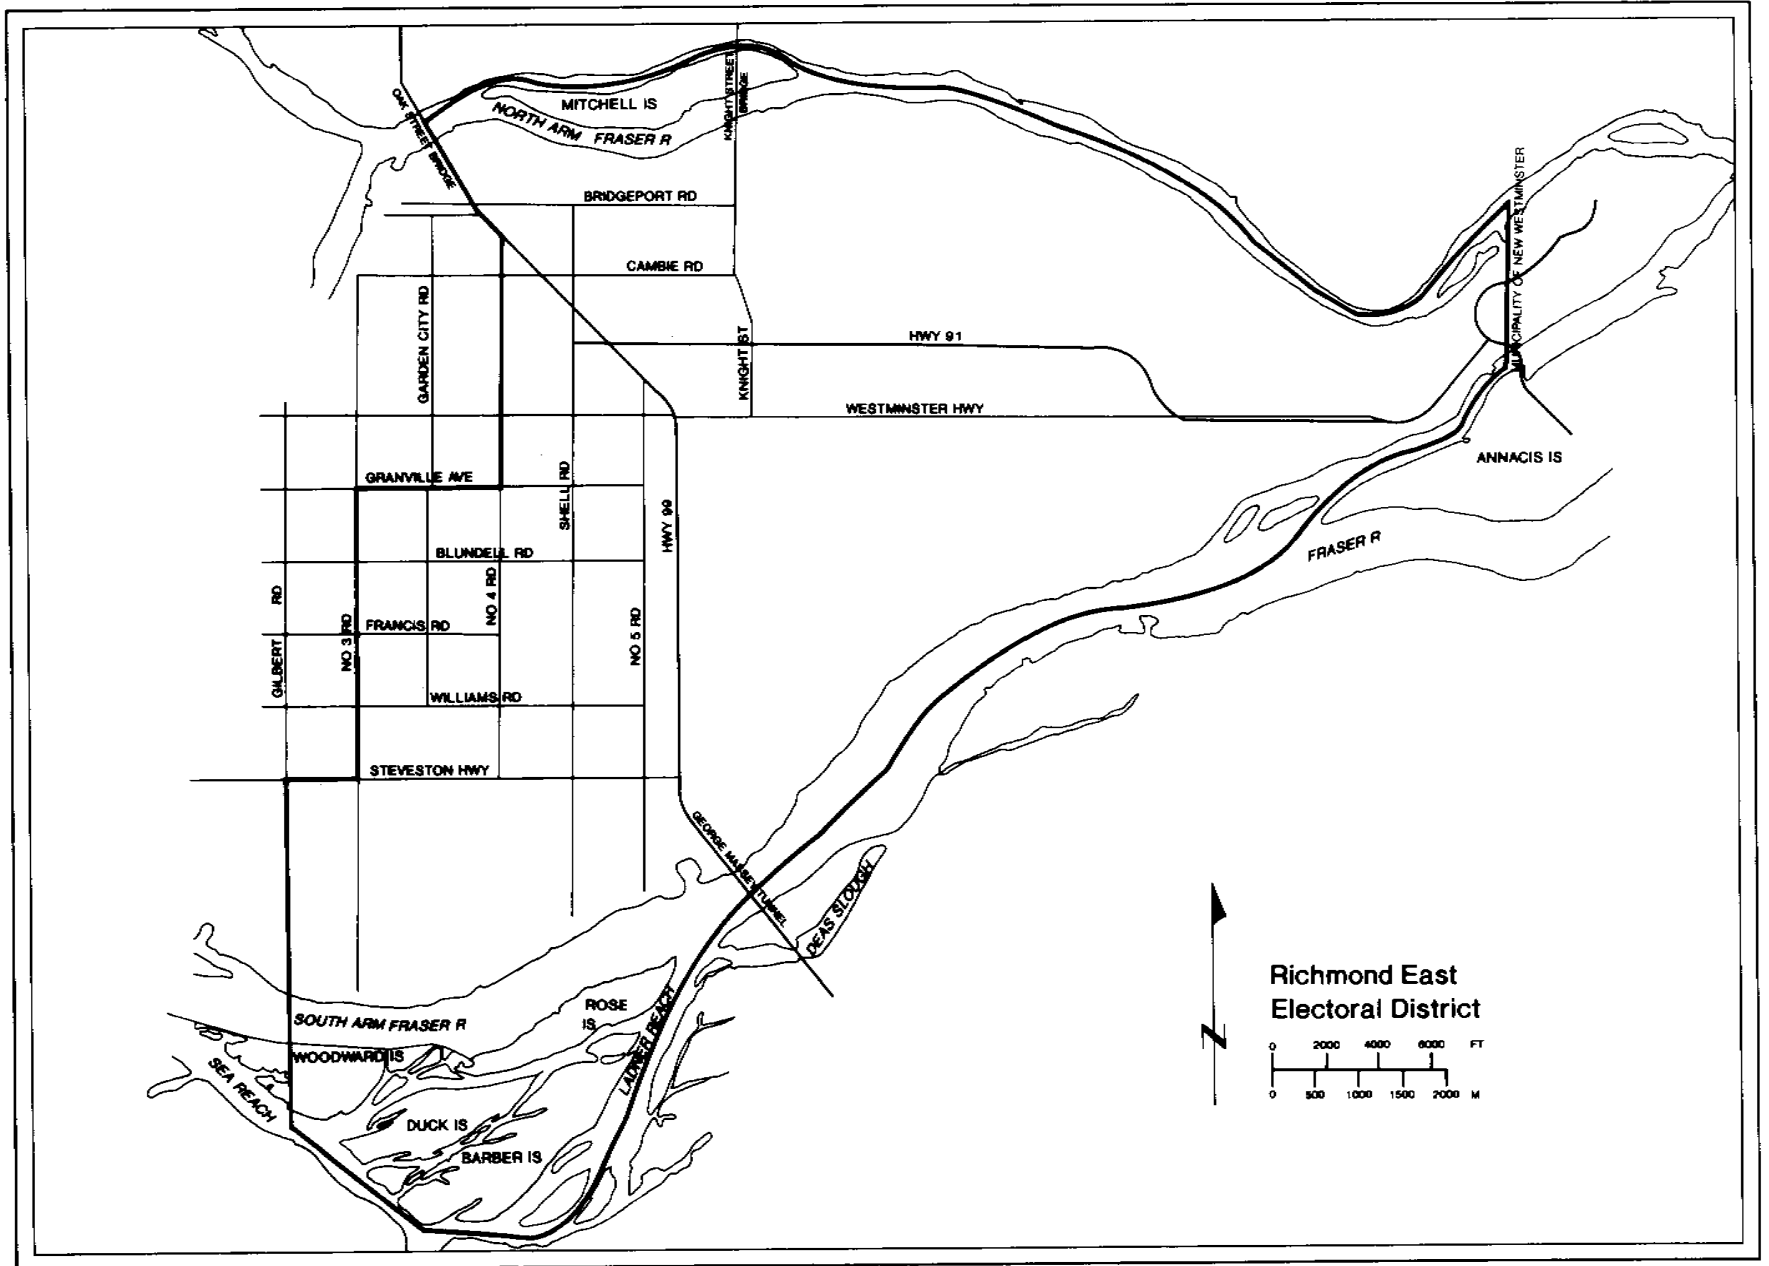 OAK STREET BRIDGE
MITCHELL IS
NORTH ARM FRASER R
KNIGHT STREET
BRIDGE
BRIDGEPORT RD
CAMBIE RD
GARDEN CITY RD
KNIGHT ST
HWY 91
WESTMINSTER HWY
MUNICIPALITY OF NEW WESTMINSTER
ANNACIS IS
GRANVILLE AVE
SHELL RD
HWY 99
BLUNDELL RD
FRASER R
GILBERT RD
NO 3 RD
FRANCIS RD
NO 4 RD
NO 5 RD
WILLIAMS RD
STEVESTON HWY
GEORGE MASSEY TUNNEL
DEAS SLOUGH
ROSE
IS
SOUTH ARM FRASER R
WOODWARD IS
SEA REACH
LADNER REACH
DUCK IS
BARBER IS
N
Richmond East
Electoral District
0 2000 4000 6000 FT
0 500 1000 1500 2000 M